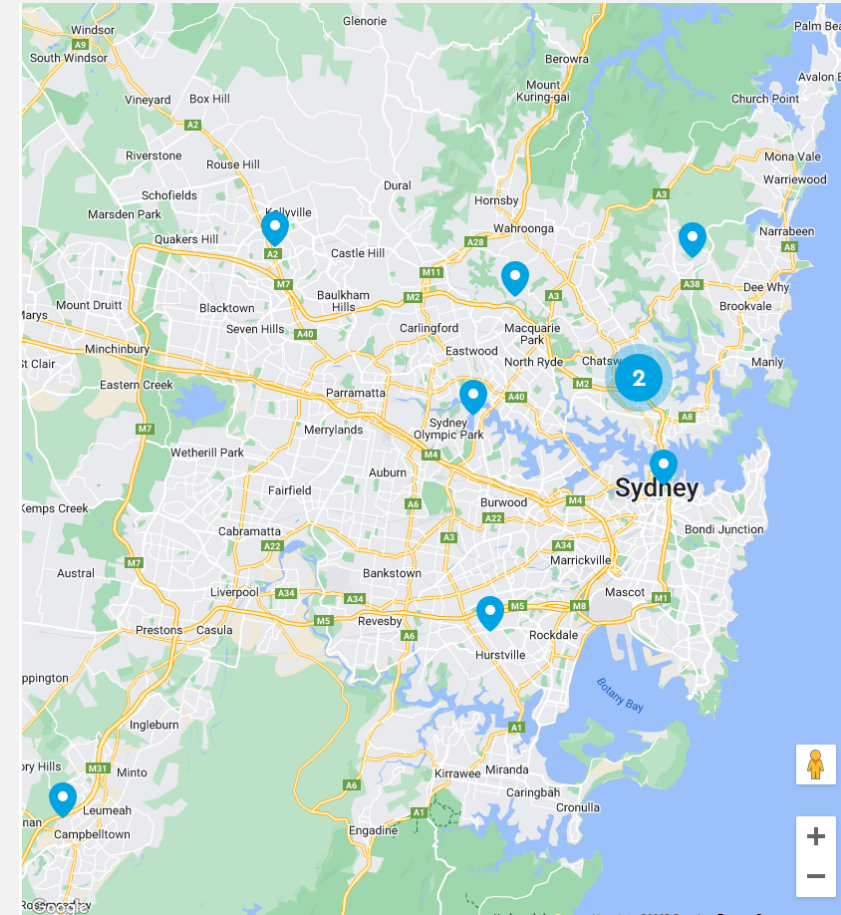 Glenorie
Windsor
Palm Bea
A9
South Windsor
Berowra
Avalon B
Mount
Kuring-gai
Vineyard
Box Hill
Church Point
A2
Riverstone
Rouse Hill
Mona Vale
Warriewood
Dural
A3
Schofields
Hornsby
Marsden Park
Kellyville
Wahroonga
Narrabeen
Quakers Hill
A28
A8
A2
Castle Hill
M11
M7
A38
Dee Why
Mount Druitt
Baulkham
Hills
M2
A3
Brookvale
Blacktown
larys
Seven Hills
A40
Carlingford
Macquarie
Park
Minchinbury
Eastwood
St Clair
North Ryde
Chatsw
Manly
2
Eastern Creek
M2
Parramatta
A40
A8
Sydney
Olympic Park
Merrylands
M7
Wetherill Park
M4
Auburn
Sydney
Fairfield
Kemps Creek
A6
Burwood
M4
A22
Bondi Junction
Cabramatta
A3
A22
A34
Marrickville
M7
Austral
Bankstown
Liverpool
A34
A34
Mascot
M1
M5
M8
M5
Revesby
Prestons
Casula
A6
Rockdale
Hurstville
ppington
Botany Bay
Ingleburn
A1
ory Hills
M31
Minto
Kirrawee
Miranda
A6
Caringbah
Leumeah
Cronulla
nan
A1
Campbelltown
Engadine
Google